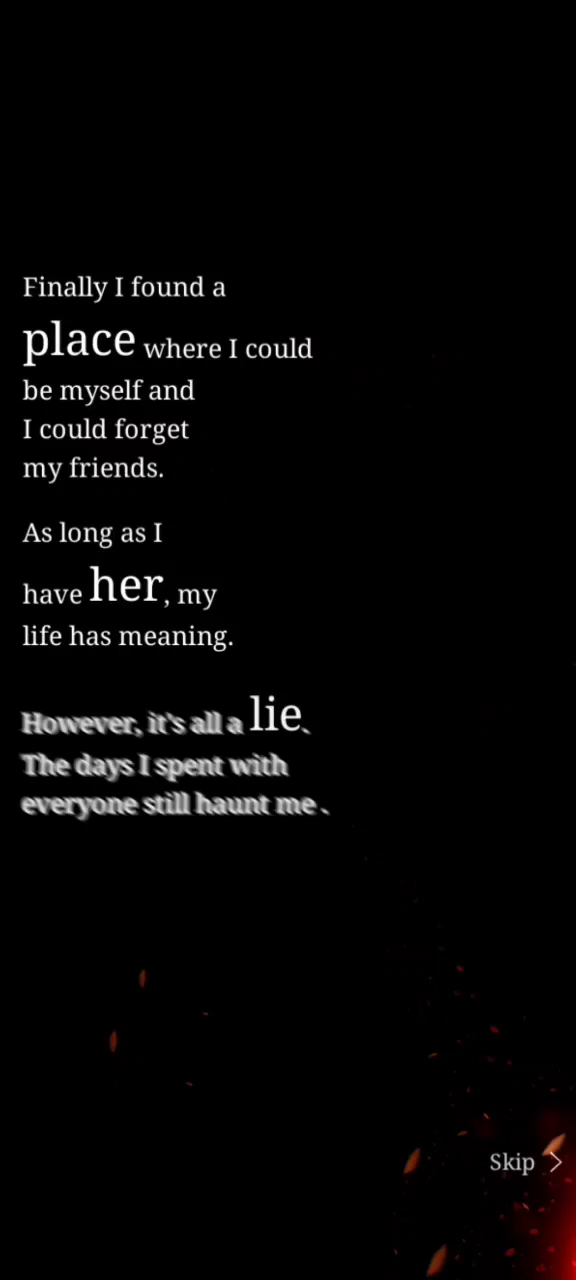 Finally I found a
place where I could
be myself and
I could forget
my friends.
As long as I
have her, my
life has meaning.
However, it's all a lie.
The days I spent with
everyone still haunt me .
Skip